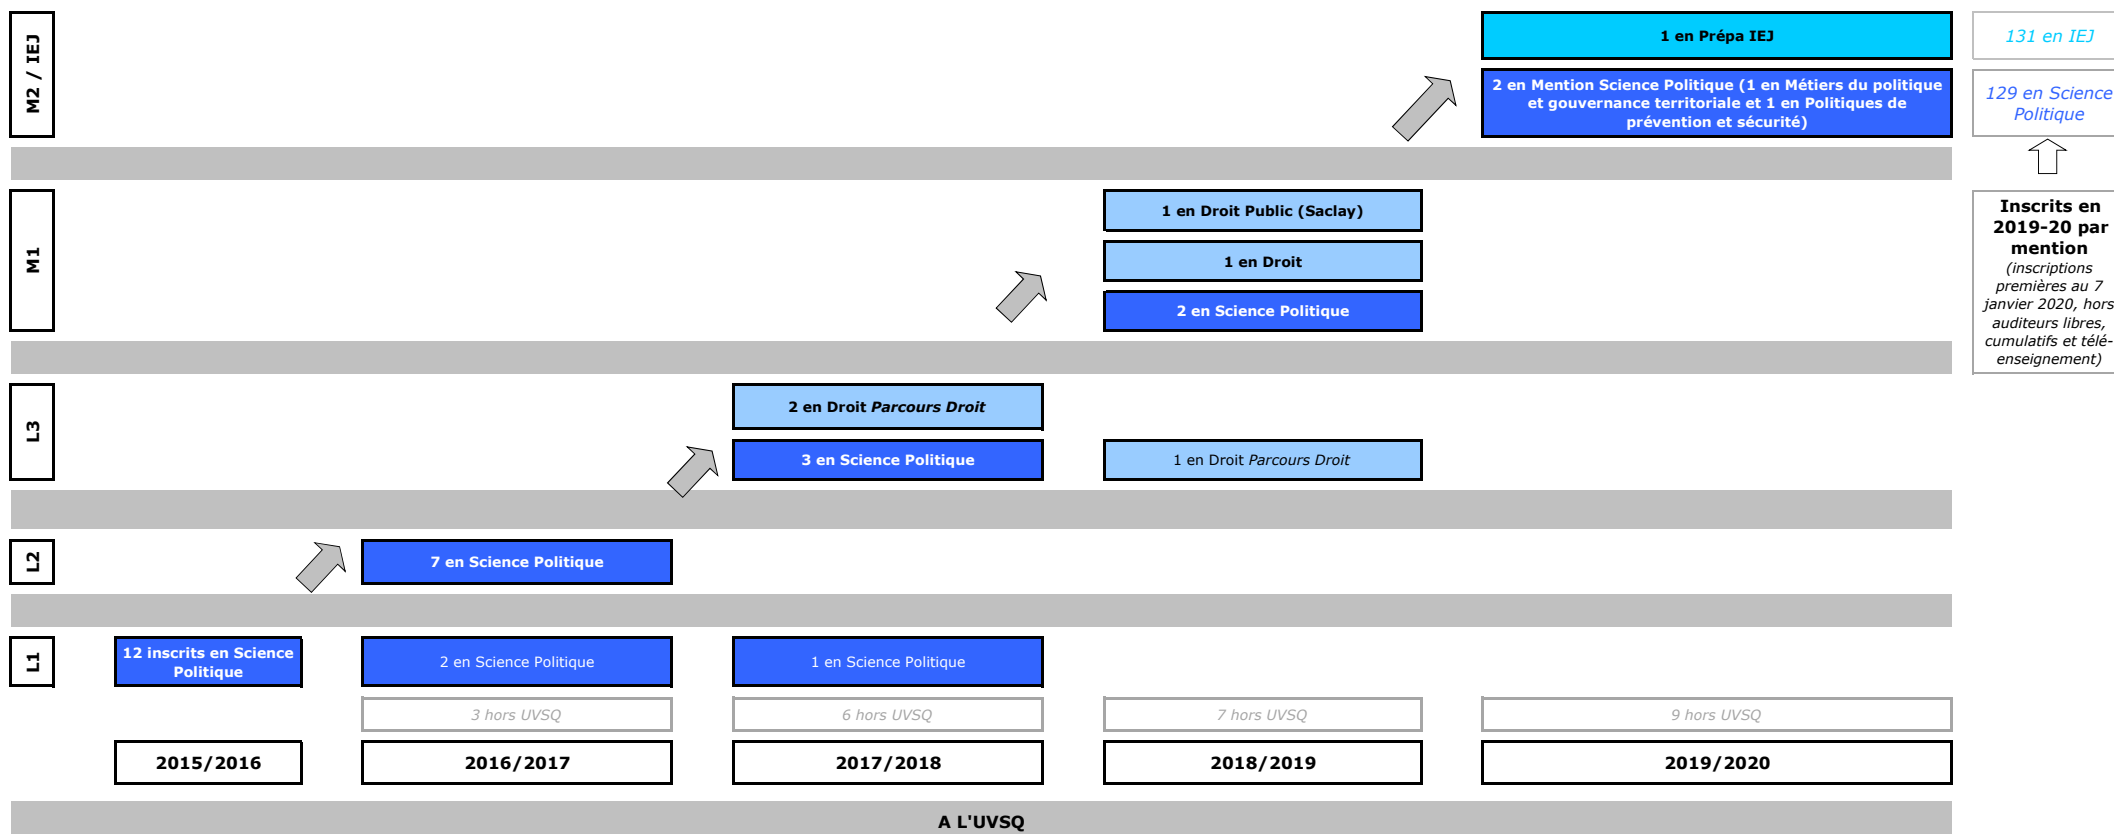 M2 / IEJ
1 en Prépa IEJ
131 en IEJ
2 en Mention Science Politique (1 en Métiers du politique
et gouvernance territoriale et 1 en Politiques de
prévention et sécurité)
129 en Science
Politique
M1
1 en Droit Public (Saclay)
1 en Droit
2 en Science Politique
Inscrits en
2019-20 par
mention
(inscriptions
premières au 7
janvier 2020, hors
auditeurs libres,
cumulatifs et télé-
enseignement)
L3
2 en Droit Parcours Droit
3 en Science Politique
1 en Droit Parcours Droit
L2
7 en Science Politique
L1
12 inscrits en Science
Politique
2 en Science Politique
1 en Science Politique
3 hors UVSQ
6 hors UVSQ
7 hors UVSQ
9 hors UVSQ
2015/2016
2016/2017
2017/2018
2018/2019
2019/2020
A L'UVSQ